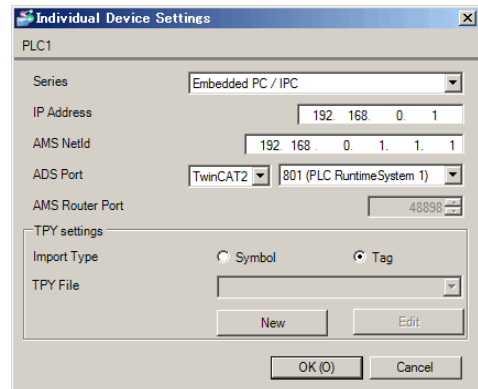 Individual Device Settings
PLC1
Series Embedded PC / IPC
IP Address 192. 168. 0. 1
AMS NetId 192. 168. 0. 1. 1. 1
ADS Port TwinCAT2 801 (PLC RuntimeSystem 1)
AMS Router Port 48898
TPY settings
Import Type Symbol Tag
TPY File
New Edit
OK (O) Cancel